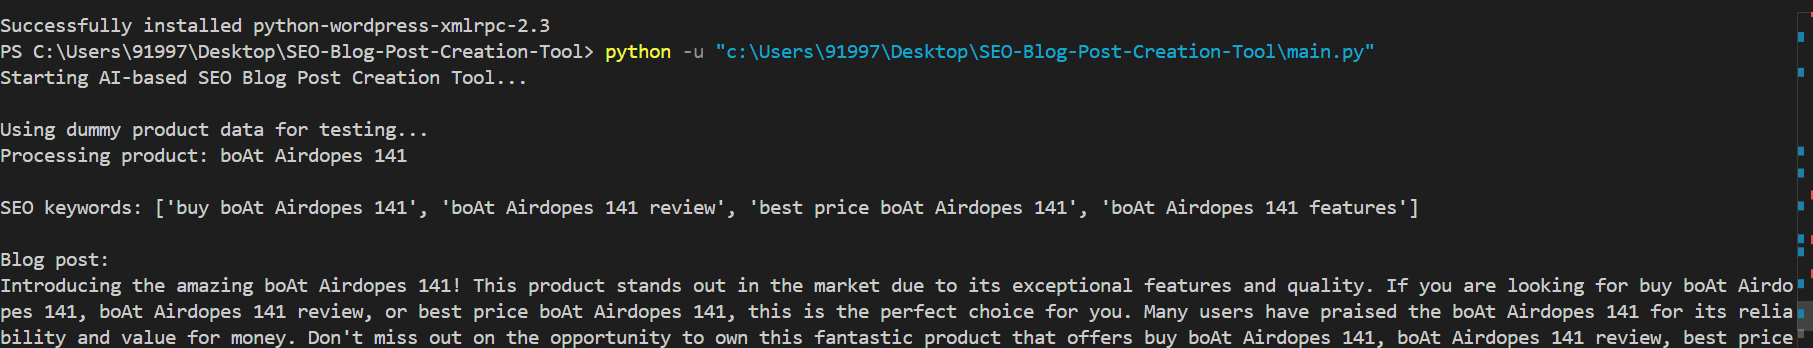 Successfully installed python-wordpress-xmlrpc-2.3
PS C:\Users\91997\Desktop\SEO-Blog-Post-Creation-Tool> python -u "c:\Users\91997\Desktop\SEO-Blog-Post-Creation-Tool\main.py"
Starting AI-based SEO Blog Post Creation Tool...
Using dummy product data for testing...
Processing product: boAt Airdopes 141
SEO keywords: ['buy boAt Airdopes 141', 'boAt Airdopes 141 review', 'best price boAt Airdopes 141', 'boAt Airdopes 141 features']
Blog post:
Introducing the amazing boAt Airdopes 141! This product stands out in the market due to its exceptional features and quality. If you are looking for buy boAt Airdo
pes 141, boAt Airdopes 141 review, or best price boAt Airdopes 141, this is the perfect choice for you. Many users have praised the boAt Airdopes 141 for its relia
bility and value for money. Don't miss out on the opportunity to own this fantastic product that offers buy boAt Airdopes 141, boAt Airdopes 141 review, best price